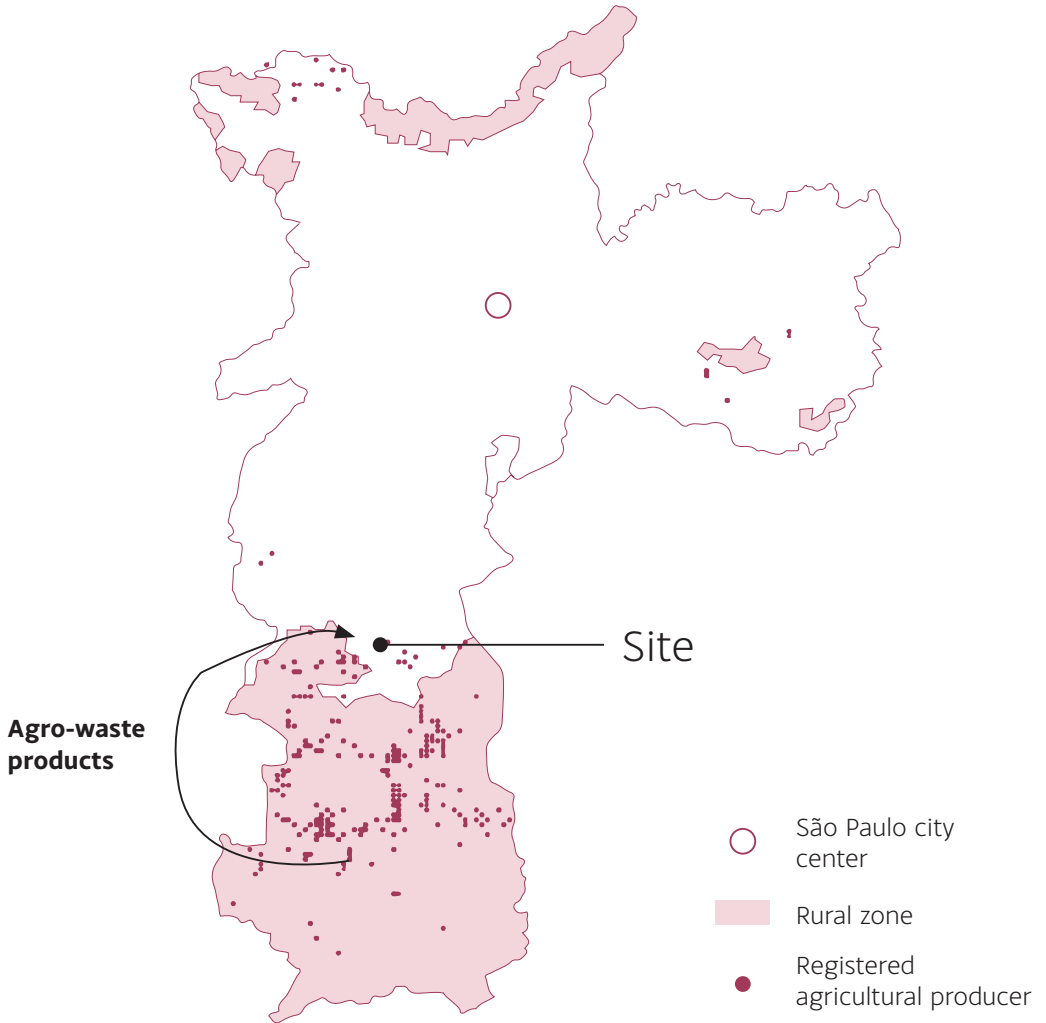 Site
Agro-waste
products
São Paulo city
center
Rural zone
Registered
agricultural producer